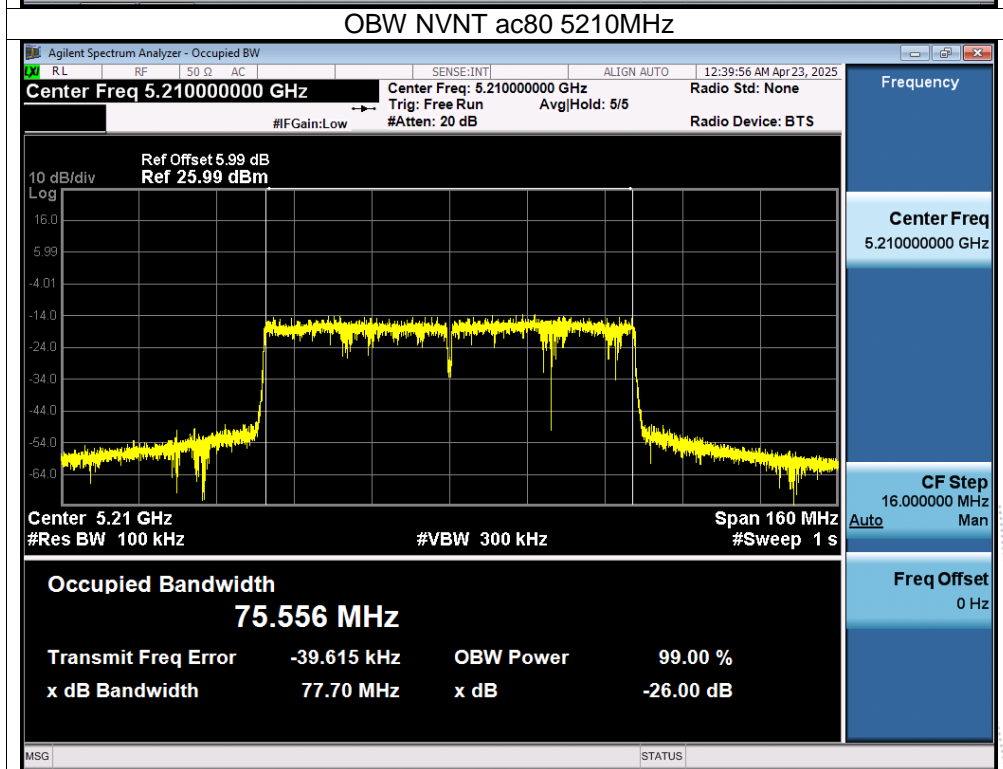 OBW NVNT ac80 5210MHz
Agilent Spectrum Analyzer - Occupied BW
LXI RL RF 50 Ω AC SENSE:INT ALIGN AUTO 12:39:56 AM Apr 23, 2025
Center Freq 5.210000000 GHz
Center Freq: 5.210000000 GHz Radio Std: None
Trig: Free Run Avg|Hold: 5/5
#IFGain:Low #Atten: 20 dB Radio Device: BTS
Ref Offset 5.99 dB
10 dB/div Ref 25.99 dBm
Log
16.0
5.99
-4.01
-14.0
-24.0
-34.0
-44.0
-54.0
-64.0
Center 5.21 GHz Span 160 MHz
#Res BW 100 kHz #VBW 300 kHz #Sweep 1 s
Occupied Bandwidth
75.556 MHz
Transmit Freq Error -39.615 kHz OBW Power 99.00 %
x dB Bandwidth 77.70 MHz x dB -26.00 dB
MSG STATUS
Frequency
Center Freq
5.210000000 GHz
CF Step
16.000000 MHz
Auto Man
Freq Offset
0 Hz